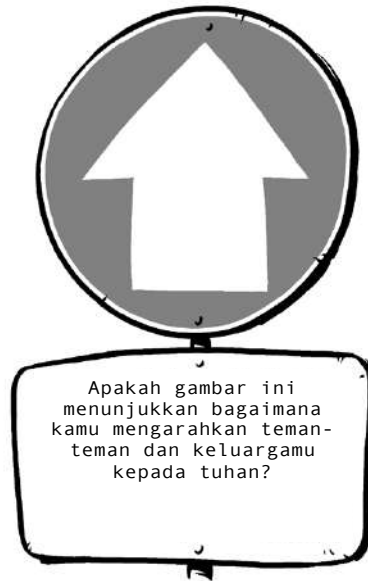 Apakah gambar ini
menunjukkan bagaimana
kamu mengarahkan teman-
teman dan keluargamu
kepada tuhan?